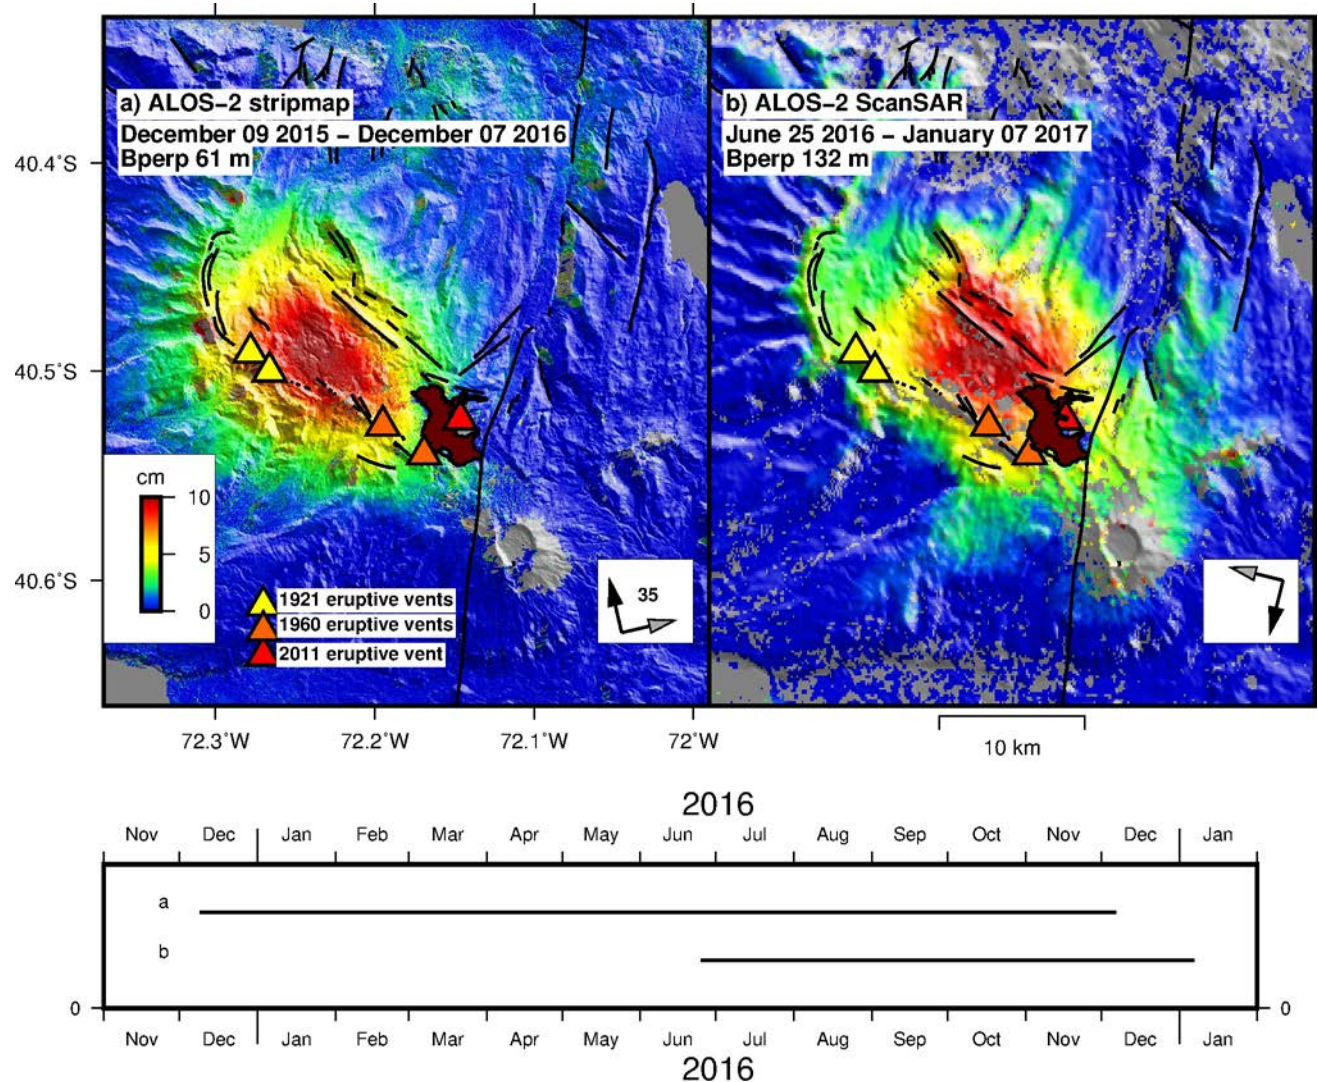 a) ALOS-2 stripmap
December 09 2015 - December 07 2016
Bperp 61 m
b) ALOS-2 ScanSAR
June 25 2016 - January 07 2017
Bperp 132 m
40.4°S
40.5°S
40.6°S
cm
10
5
0
1921 eruptive vents
1960 eruptive vents
2011 eruptive vent
35
72.3°W 72.2°W 72.1°W 72°W
10 km
2016
Nov Dec Jan Feb Mar Apr May Jun Jul Aug Sep Oct Nov Dec Jan
a
b
0 0
Nov Dec Jan Feb Mar Apr May Jun Jul Aug Sep Oct Nov Dec Jan
2016